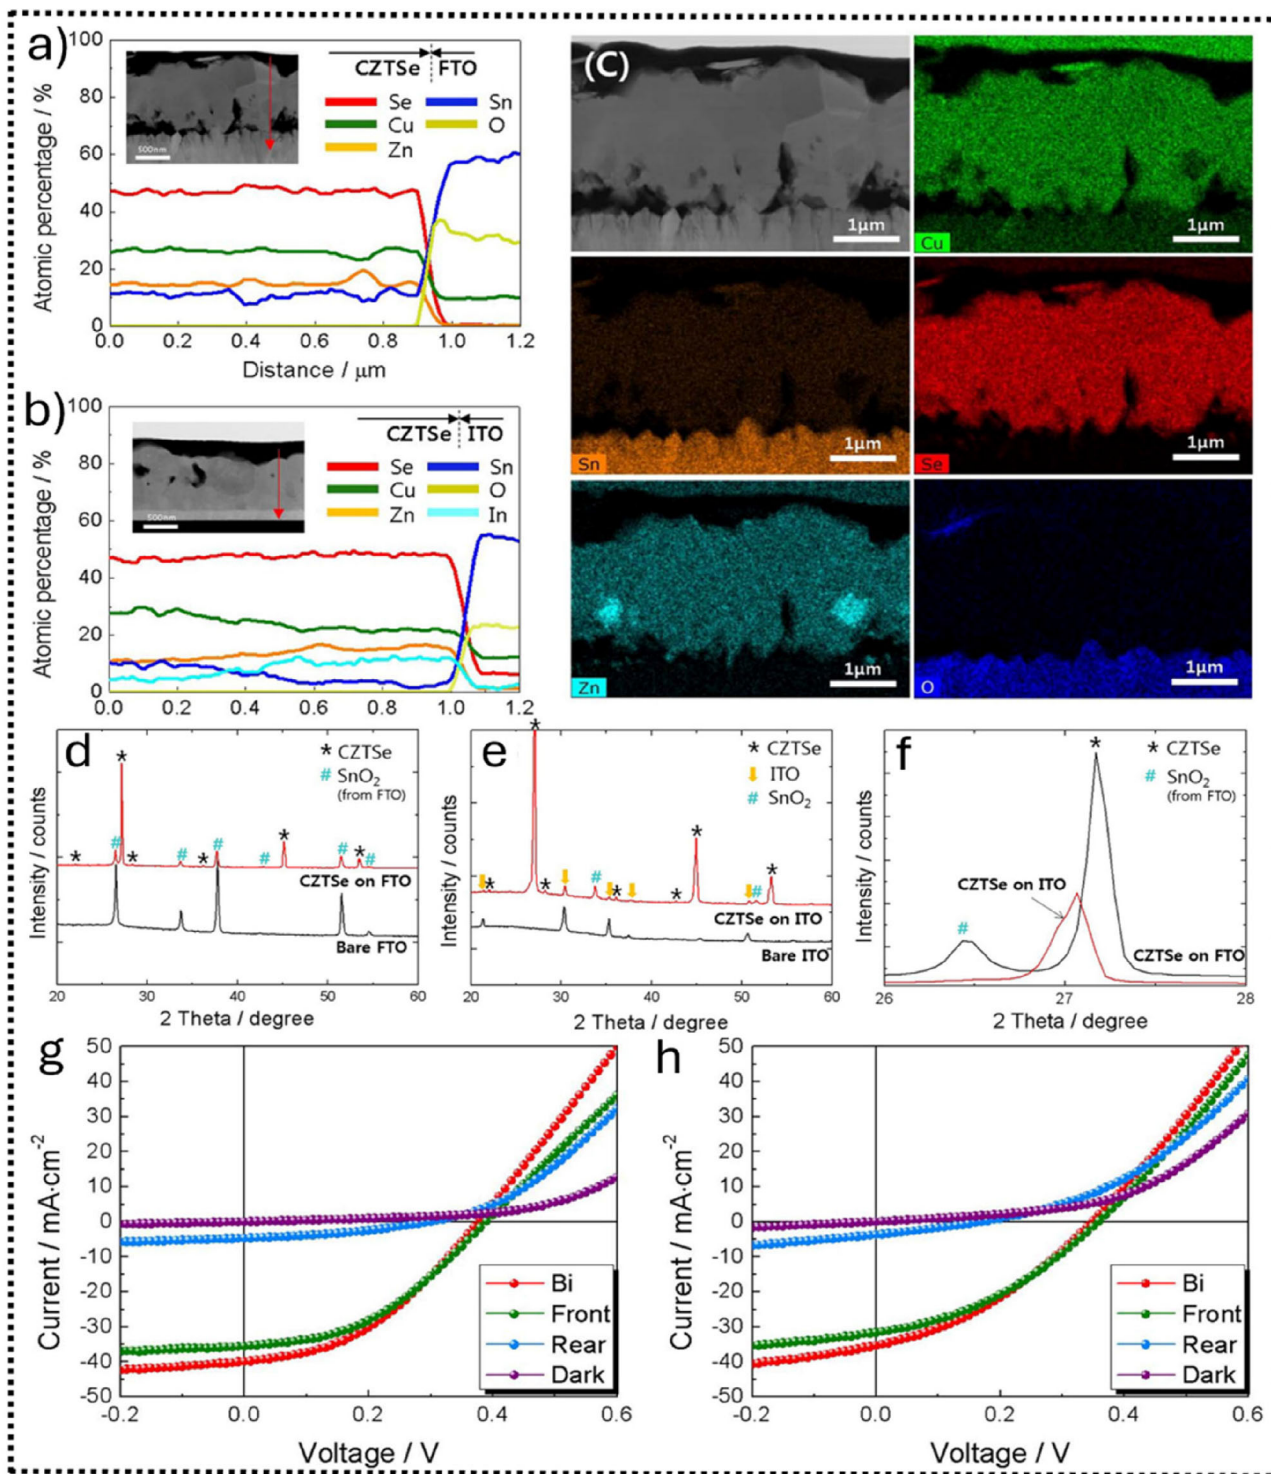 a)
100
80
60
40
20
0
Atomic percentage / %
500nm
CZTSe FTO
Se Sn
Cu O
Zn
0.0 0.2 0.4 0.6 0.8 1.0 1.2
Distance / μm
b)
100
80
60
40
20
0
Atomic percentage / %
500nm
CZTSe ITO
Se Sn
Cu O
Zn In
0.0 0.2 0.4 0.6 0.8 1.0 1.2
(C)
1μm
Cu 1μm
Sn 1μm
Se 1μm
Zn 1μm
O 1μm
d
* CZTSe
# SnO2
(from FTO)
* # * * # # * # * # * #
CZTSe on FTO
Bare FTO
Intensity / counts
20 30 40 50 60
2 Theta / degree
e
* CZTSe
ITO
# SnO2
* * * # * * * # *
CZTSe on ITO
Bare ITO
Intensity / counts
20 30 40 50 60
2 Theta / degree
f
* CZTSe
# SnO2
(from FTO)
*
#
CZTSe on ITO
CZTSe on FTO
Intensity / counts
26 27 28
2 Theta / degree
g
50
40
30
20
10
0
-10
-20
-30
-40
-50
Current / mA·cm-2
Bi
Front
Rear
Dark
-0.2 0.0 0.2 0.4 0.6
Voltage / V
h
50
40
30
20
10
0
-10
-20
-30
-40
-50
Current / mA·cm-2
Bi
Front
Rear
Dark
-0.2 0.0 0.2 0.4 0.6
Voltage / V